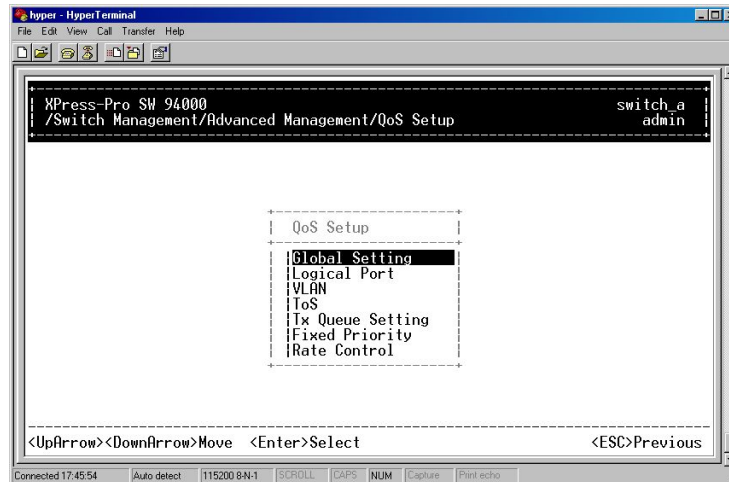 hyper - HyperTerminal
File Edit View Call Transfer Help
XPress-Pro SW 94000 switch_a
/Switch Management/Advanced Management/QoS Setup admin
QoS Setup
Global Setting
Logical Port
VLAN
ToS
Tx Queue Setting
Fixed Priority
Rate Control
<UpArrow><DownArrow>Move <Enter>Select <ESC>Previous
Connected 17:45:54 Auto detect 115200 8-N-1 SCROLL CAPS NUM Capture Print echo